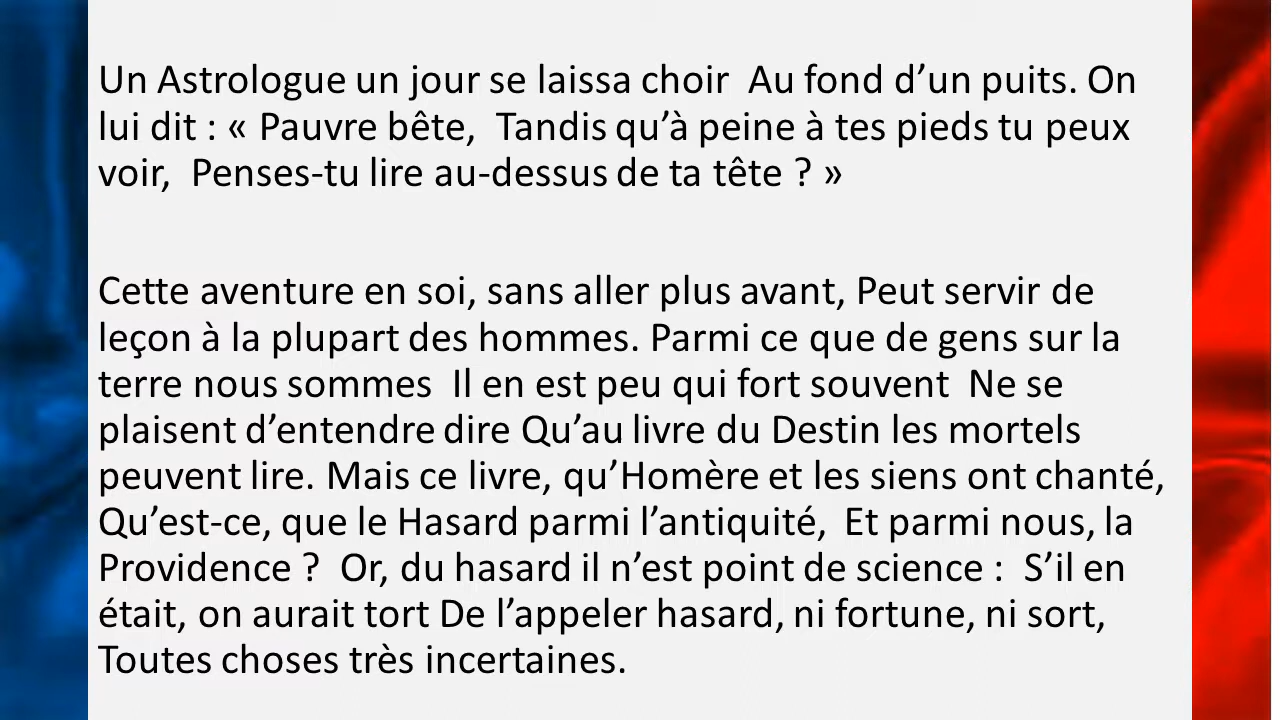 Un Astrologue un jour se laissa choir  Au fond d’un puits. On
lui dit : « Pauvre bête,  Tandis qu’à peine à tes pieds tu peux
voir,  Penses-tu lire au-dessus de ta tête ? »
Cette aventure en soi, sans aller plus avant, Peut servir de
leçon à la plupart des hommes. Parmi ce que de gens sur la
terre nous sommes  Il en est peu qui fort souvent  Ne se
plaisent d’entendre dire Qu’au livre du Destin les mortels
peuvent lire. Mais ce livre, qu’Homère et les siens ont chanté,
Qu’est-ce, que le Hasard parmi l’antiquité,  Et parmi nous, la
Providence ?  Or, du hasard il n’est point de science :  S’il en
était, on aurait tort De l’appeler hasard, ni fortune, ni sort,
Toutes choses très incertaines.